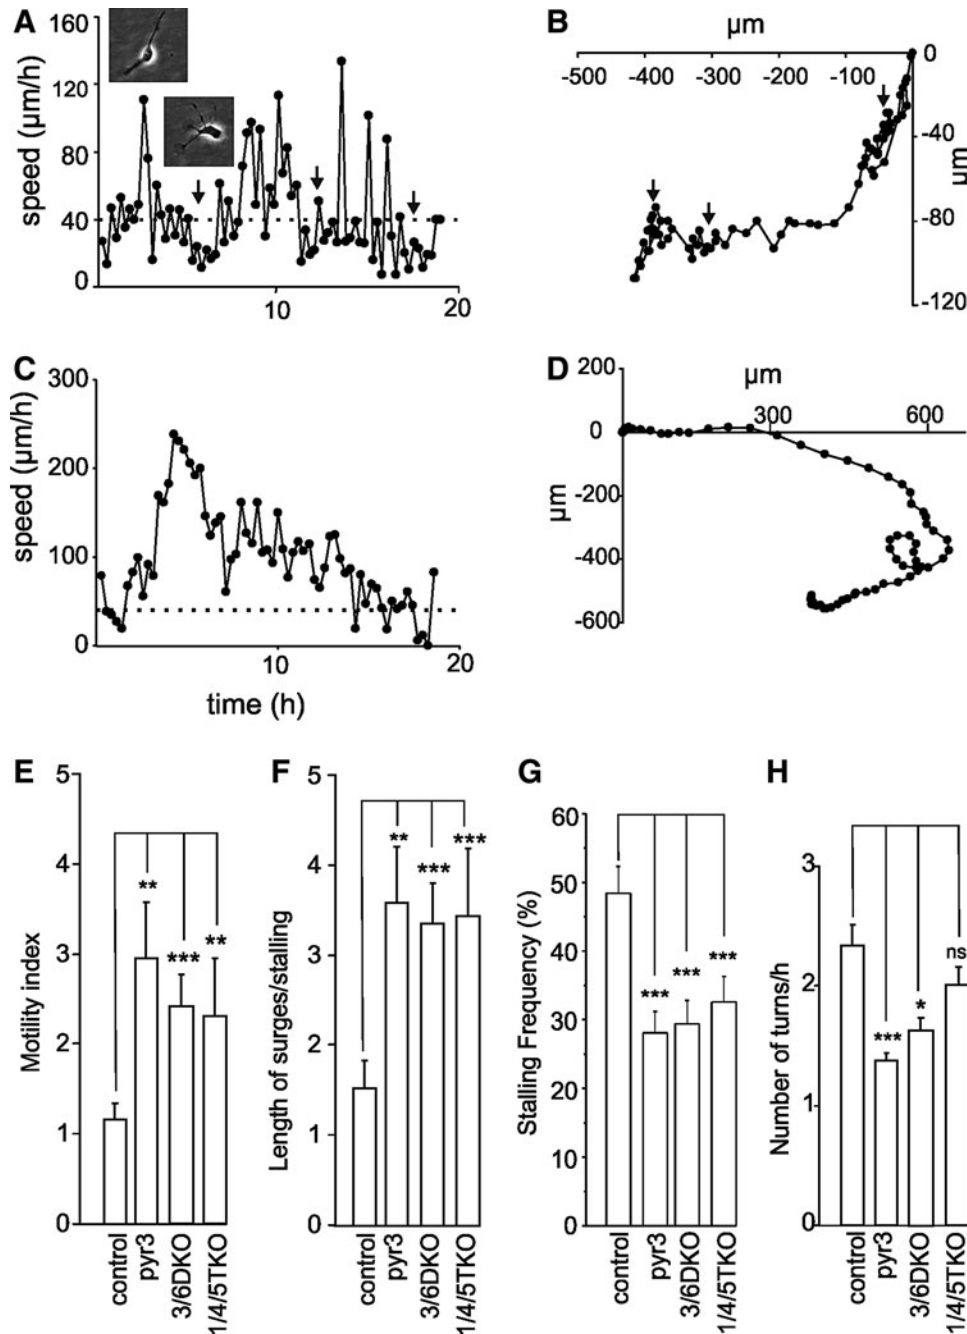 A
160
120
80
40
0
speed (µm/h)
10
20
B
µm
-500
-400
-300
-200
-100
0
-40
-80
-120
µm
C
300
200
100
0
speed (µm/h)
10
20
time (h)
D
200
0
-200
-400
-600
µm
µm
300
600
E
5
4
3
2
1
0
Motility index
**
***
**
control
pyr3
3/6DKO
1/4/5TKO
F
5
4
3
2
1
0
Length of surges/stalling
**
***
***
control
pyr3
3/6DKO
1/4/5TKO
G
60
50
40
30
20
10
0
Stalling Frequency (%)
***
***
***
control
pyr3
3/6DKO
1/4/5TKO
H
3
2
1
0
Number of turns/h
***
*
ns
control
pyr3
3/6DKO
1/4/5TKO